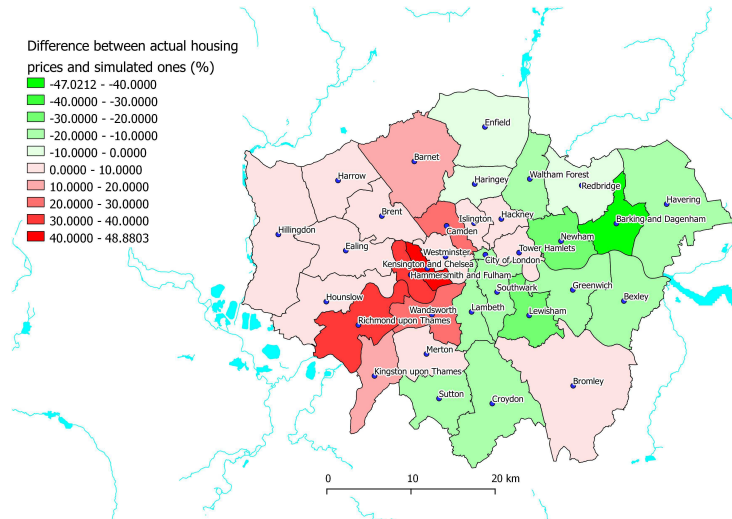 Difference between actual housing
prices and simulated ones (%)
-47.0212 - -40.0000
-40.0000 - -30.0000
-30.0000 - -20.0000
-20.0000 - -10.0000
-10.0000 - 0.0000
0.0000 - 10.0000
10.0000 - 20.0000
20.0000 - 30.0000
30.0000 - 40.0000
40.0000 - 48.8803
Enfield
Barnet
Harrow
Haringey
Waltham Forest
Redbridge
Havering
Brent
Islington
Hackney
Camden
Barking and Dagenham
Hillingdon
Newham
Ealing
Westminster
Tower Hamlets
City of London
Kensington and Chelsea
Hammersmith and Fulham
Southwark
Greenwich
Hounslow
Bexley
Wandsworth
Lambeth
Lewisham
Richmond upon Thames
Merton
Kingston upon Thames
Bromley
Sutton
Croydon
0 10 20 km